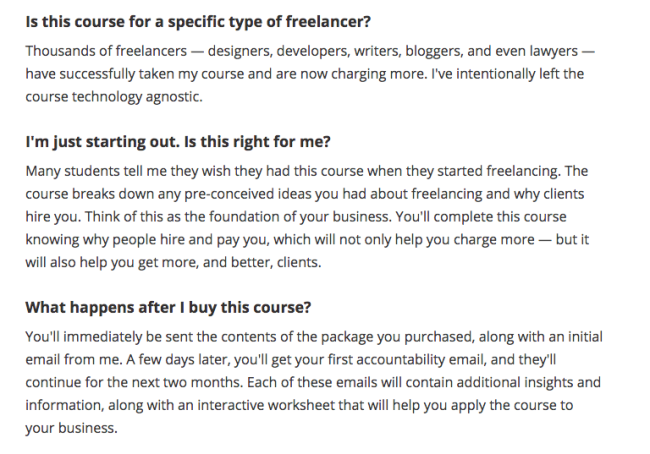 Is this course for a specific type of freelancer?
Thousands of freelancers — designers, developers, writers, bloggers, and even lawyers —
have successfully taken my course and are now charging more. I've intentionally left the
course technology agnostic.
I'm just starting out. Is this right for me?
Many students tell me they wish they had this course when they started freelancing. The
course breaks down any pre-conceived ideas you had about freelancing and why clients
hire you. Think of this as the foundation of your business. You'll complete this course
knowing why people hire and pay you, which will not only help you charge more — but it
will also help you get more, and better, clients.
What happens after I buy this course?
You'll immediately be sent the contents of the package you purchased, along with an initial
email from me. A few days later, you'll get your first accountability email, and they'll
continue for the next two months. Each of these emails will contain additional insights and
information, along with an interactive worksheet that will help you apply the course to
your business.